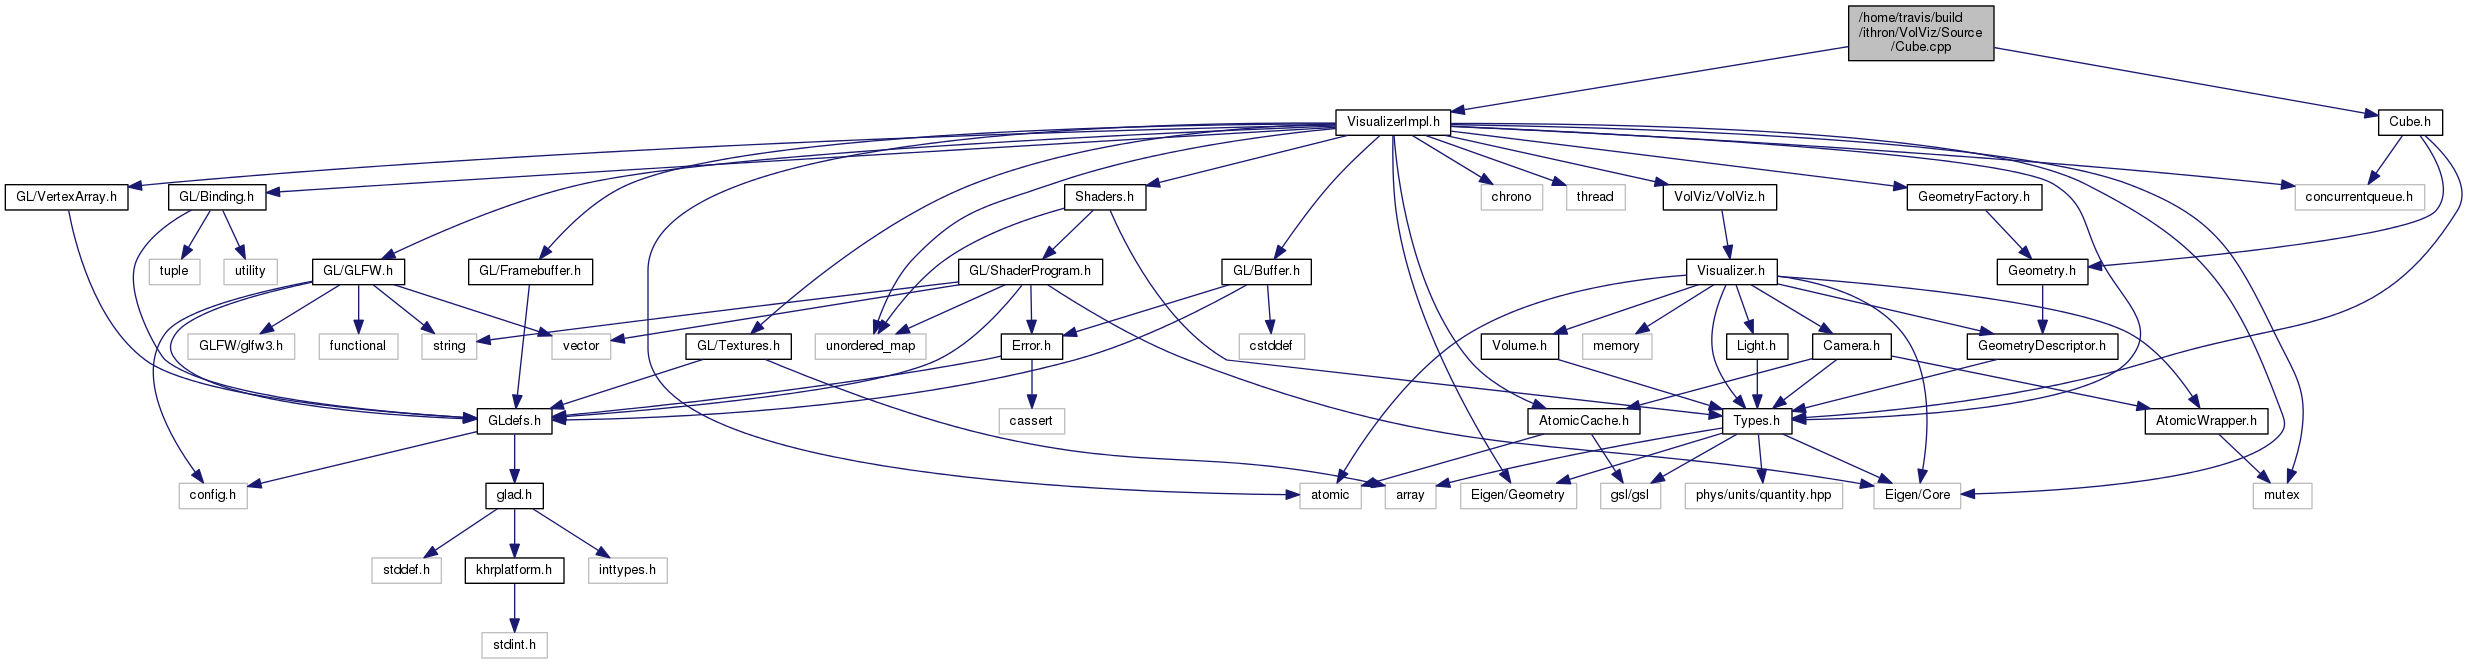 /home/travis/build
/ithron/VolViz/Source
/Cube.cpp
VisualizerImpl.h
Cube.h
GL/VertexArray.h
GL/Binding.h
Shaders.h
chrono
thread
VolViz/VolViz.h
GeometryFactory.h
concurrentqueue.h
tuple
utility
GL/GLFW.h
GL/Framebuffer.h
GL/ShaderProgram.h
GL/Buffer.h
Visualizer.h
Geometry.h
GLFW/glfw3.h
functional
string
vector
GL/Textures.h
unordered_map
Error.h
cstddef
Volume.h
memory
Light.h
Camera.h
GeometryDescriptor.h
GLdefs.h
cassert
AtomicCache.h
Types.h
AtomicWrapper.h
config.h
glad.h
atomic
array
Eigen/Geometry
gsl/gsl
phys/units/quantity.hpp
Eigen/Core
mutex
stddef.h
khrplatform.h
inttypes.h
stdint.h